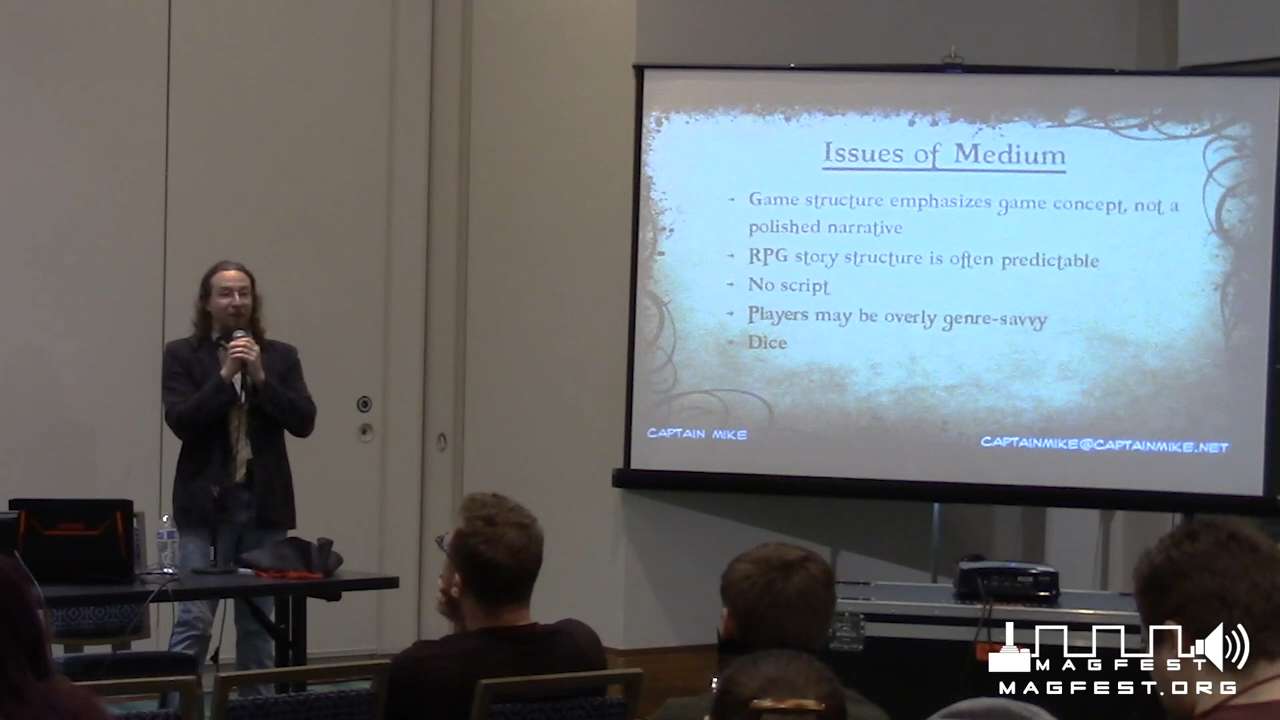 Issues of Medium
- Game structure emphasizes game concept, not a
polished narrative
- RPG story structure is often predictable
- No script
- Players may be overly genre-savvy
- Dice
CAPTAIN MIKE
CAPTAINMIKE@CAPTAINMIKE.NET
MAGFEST
MAGFEST.ORG